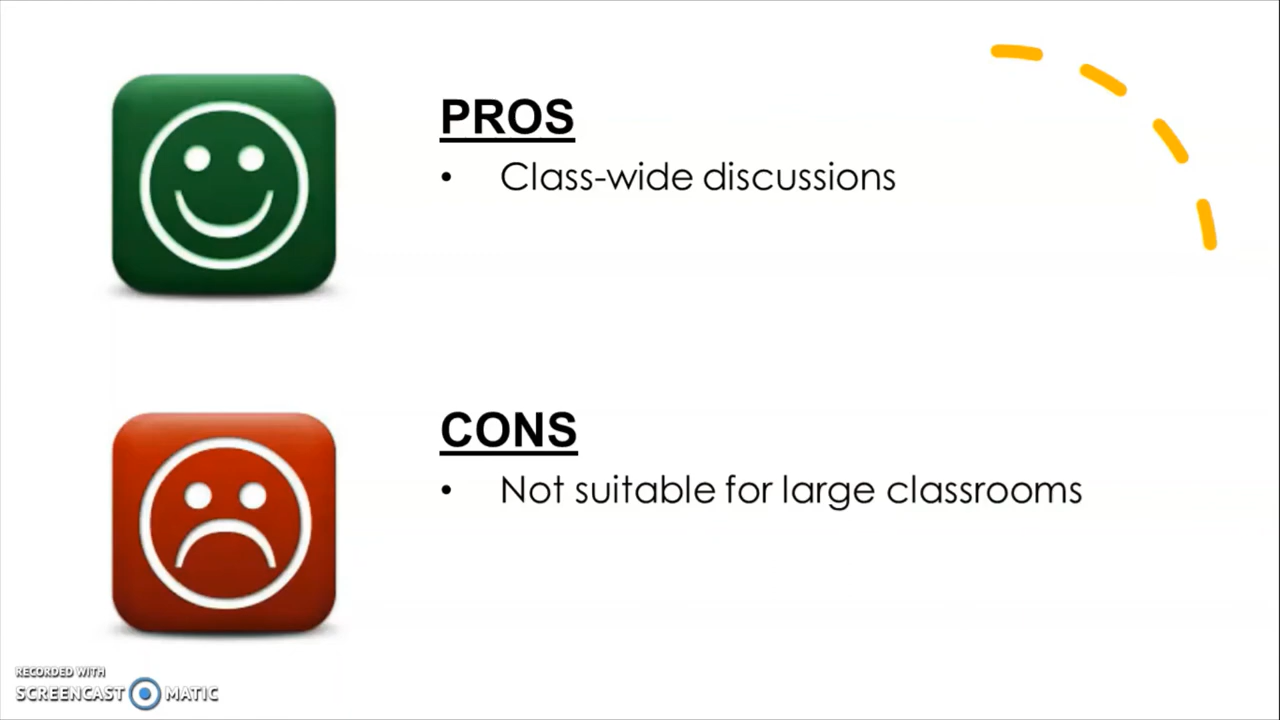 PROS
• Class-wide discussions
CONS
• Not suitable for large classrooms
RECORDED WITH
SCREENCAST MATIC